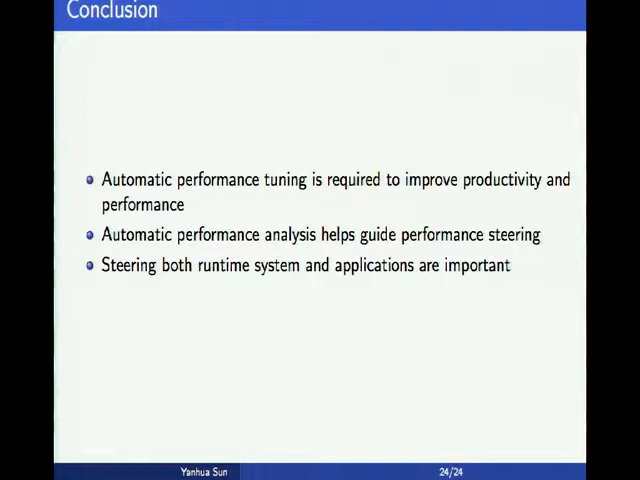 Conclusion
Automatic performance tuning is required to improve productivity and
performance
Automatic performance analysis helps guide performance steering
Steering both runtime system and applications are important
Yanhua Sun
24/24